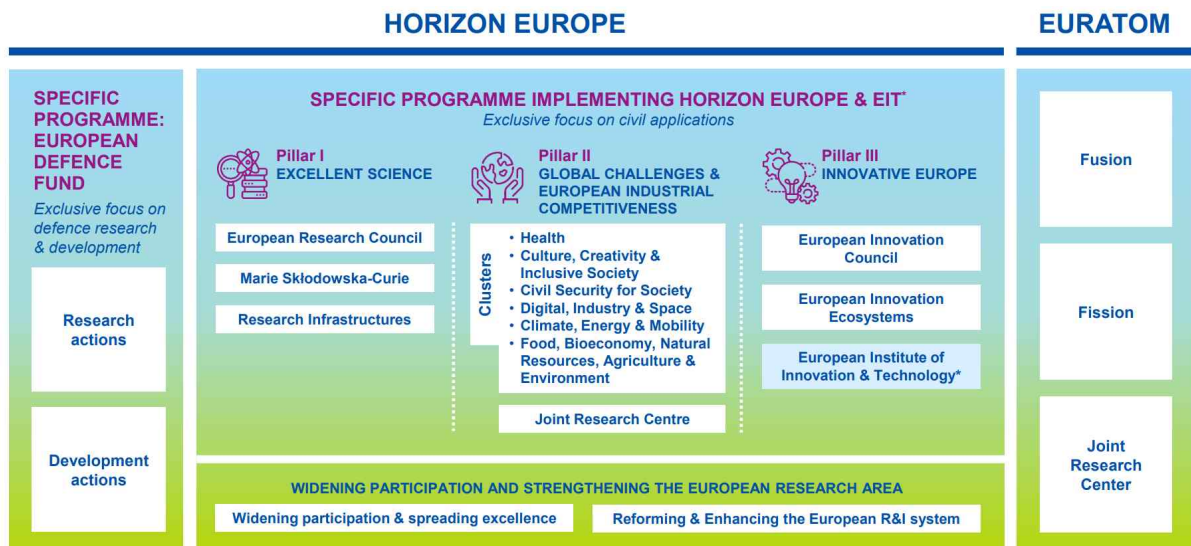 HORIZON EUROPE
EURATOM
SPECIFIC
PROGRAMME:
EUROPEAN
DEFENCE
FUND
Exclusive focus on
defence research
& development
Research
actions
Development
actions
SPECIFIC PROGRAMME IMPLEMENTING HORIZON EUROPE & EIT*
Exclusive focus on civil applications
Pillar I
EXCELLENT SCIENCE
European Research Council
Marie Skłodowska-Curie
Research Infrastructures
Pillar II
GLOBAL CHALLENGES &
EUROPEAN INDUSTRIAL
COMPETITIVENESS
Clusters
• Health
• Culture, Creativity &
Inclusive Society
• Civil Security for Society
• Digital, Industry & Space
• Climate, Energy & Mobility
• Food, Bioeconomy, Natural
Resources, Agriculture &
Environment
Joint Research Centre
Pillar III
INNOVATIVE EUROPE
European Innovation
Council
European Innovation
Ecosystems
European Institute of
Innovation & Technology*
WIDENING PARTICIPATION AND STRENGTHENING THE EUROPEAN RESEARCH AREA
Widening participation & spreading excellence
Reforming & Enhancing the European R&I system
Fusion
Fission
Joint
Research
Center